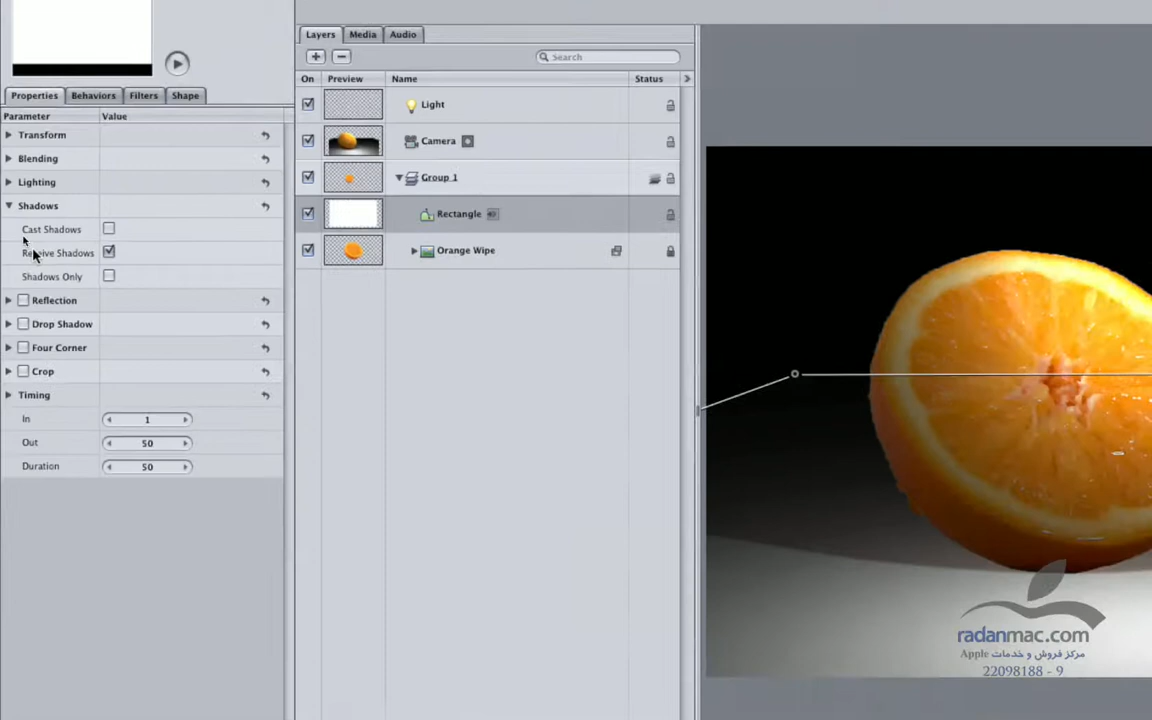 Layers Media Audio
Search
On Preview Name Status
Light
Camera
Group 1
Rectangle
Orange Wipe
Properties Behaviors Filters Shape
Parameter Value
Transform
Blending
Lighting
Shadows
Cast Shadows
Receive Shadows
Shadows Only
Reflection
Drop Shadow
Four Corner
Crop
Timing
In 1
Out 50
Duration 50
radanmac.com
مرکز فروش و خدمات Apple
22098188 - 9